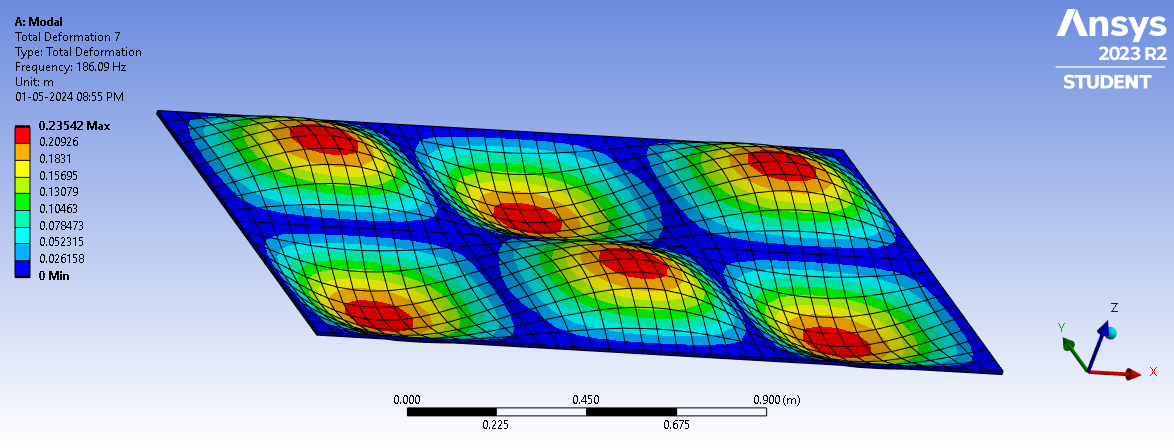 A: Modal
Total Deformation 7
Type: Total Deformation
Frequency: 186.09 Hz
Unit: m
01-05-2024 08:55 PM
0.23542 Max
0.20926
0.1831
0.15695
0.13079
0.10463
0.078473
0.052315
0.026158
0 Min
Ansys
2023 R2
STUDENT
0.000 0.450 0.900 (m)
0.225 0.675
Z
Y
X